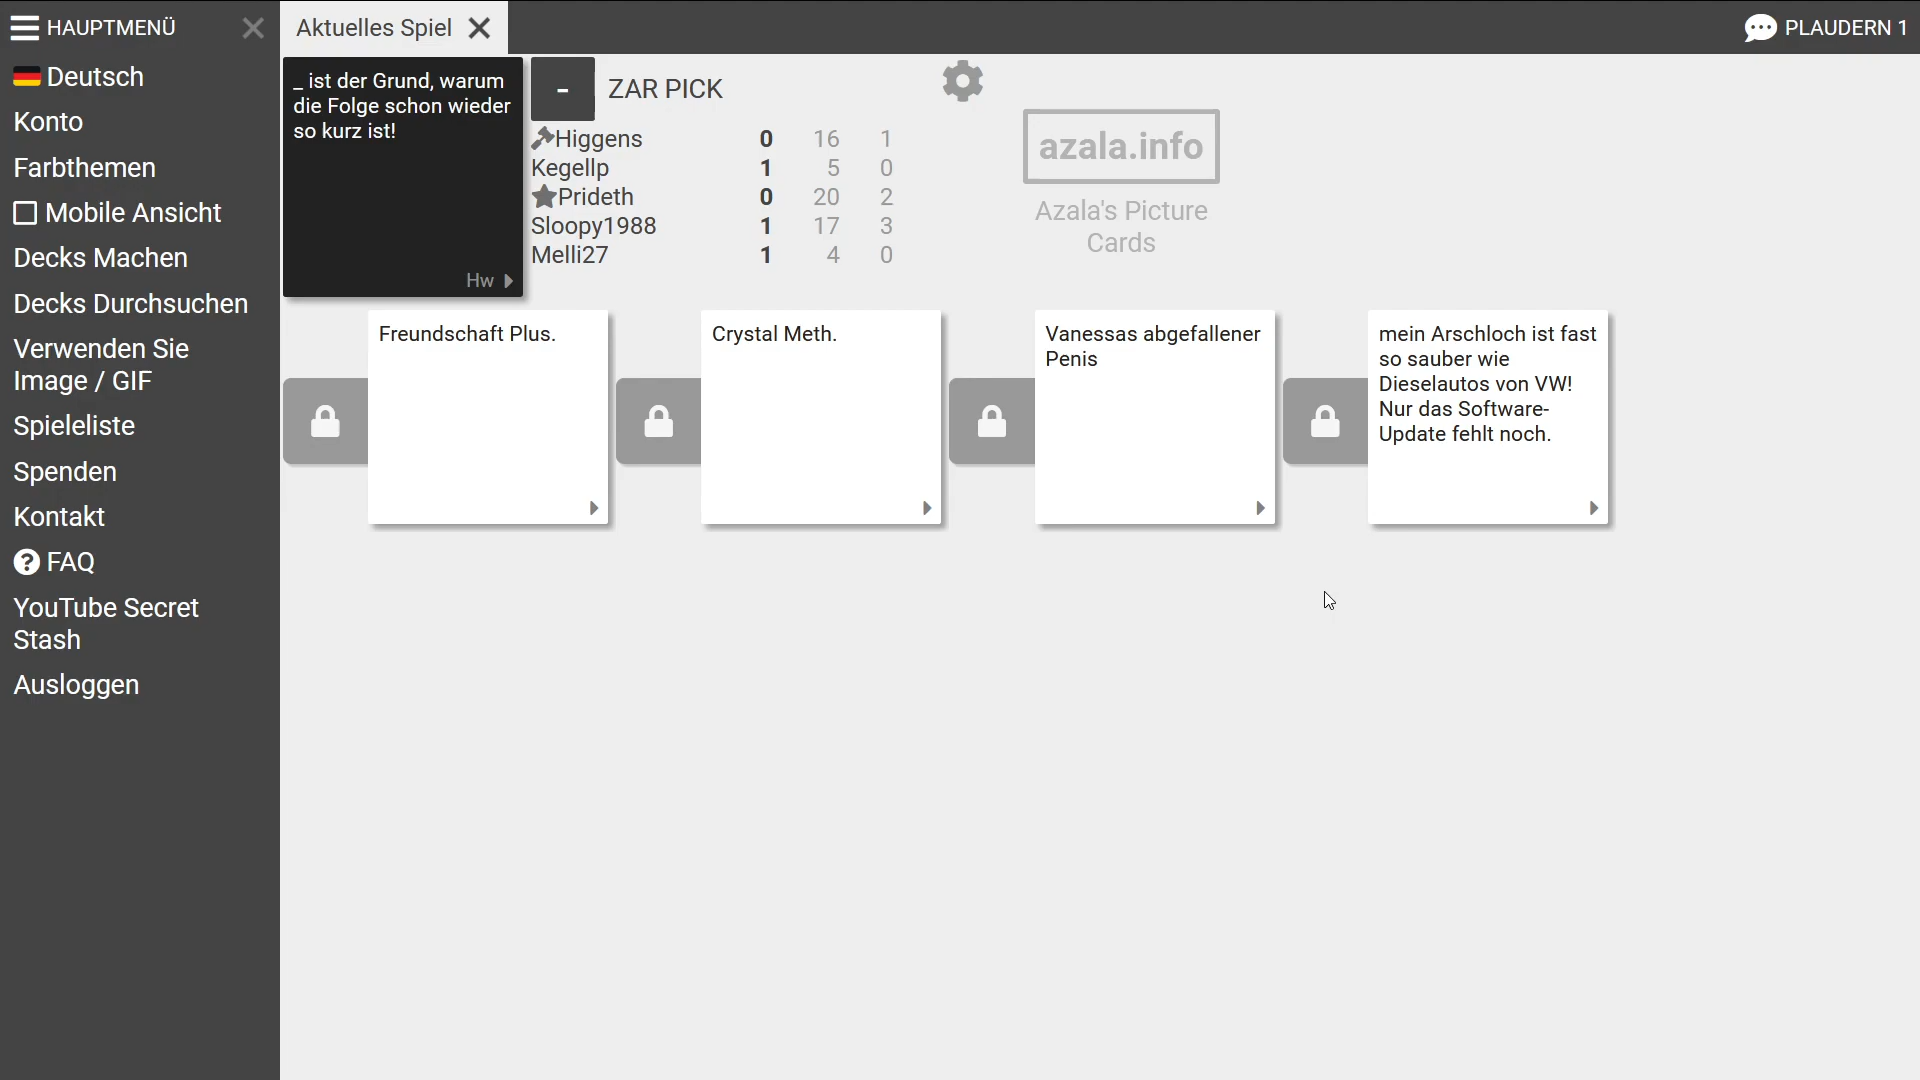 HAUPTMENÜ
Deutsch
Konto
Farbthemen
Mobile Ansicht
Decks Machen
Decks Durchsuchen
Verwenden Sie
Image / GIF
Spieleliste
Spenden
Kontakt
FAQ
YouTube Secret
Stash
Ausloggen
Aktuelles Spiel
PLAUDERN 1
_ ist der Grund, warum
die Folge schon wieder
so kurz ist!
Hw
-
ZAR PICK
Higgens 0 16 1
Kegellp 1 5 0
Prideth 0 20 2
Sloopy1988 1 17 3
Melli27 1 4 0
azala.info
Azala's Picture
Cards
Freundschaft Plus.
Crystal Meth.
Vanessas abgefallener
Penis
mein Arschloch ist fast
so sauber wie
Dieselautos von VW!
Nur das Software-
Update fehlt noch.